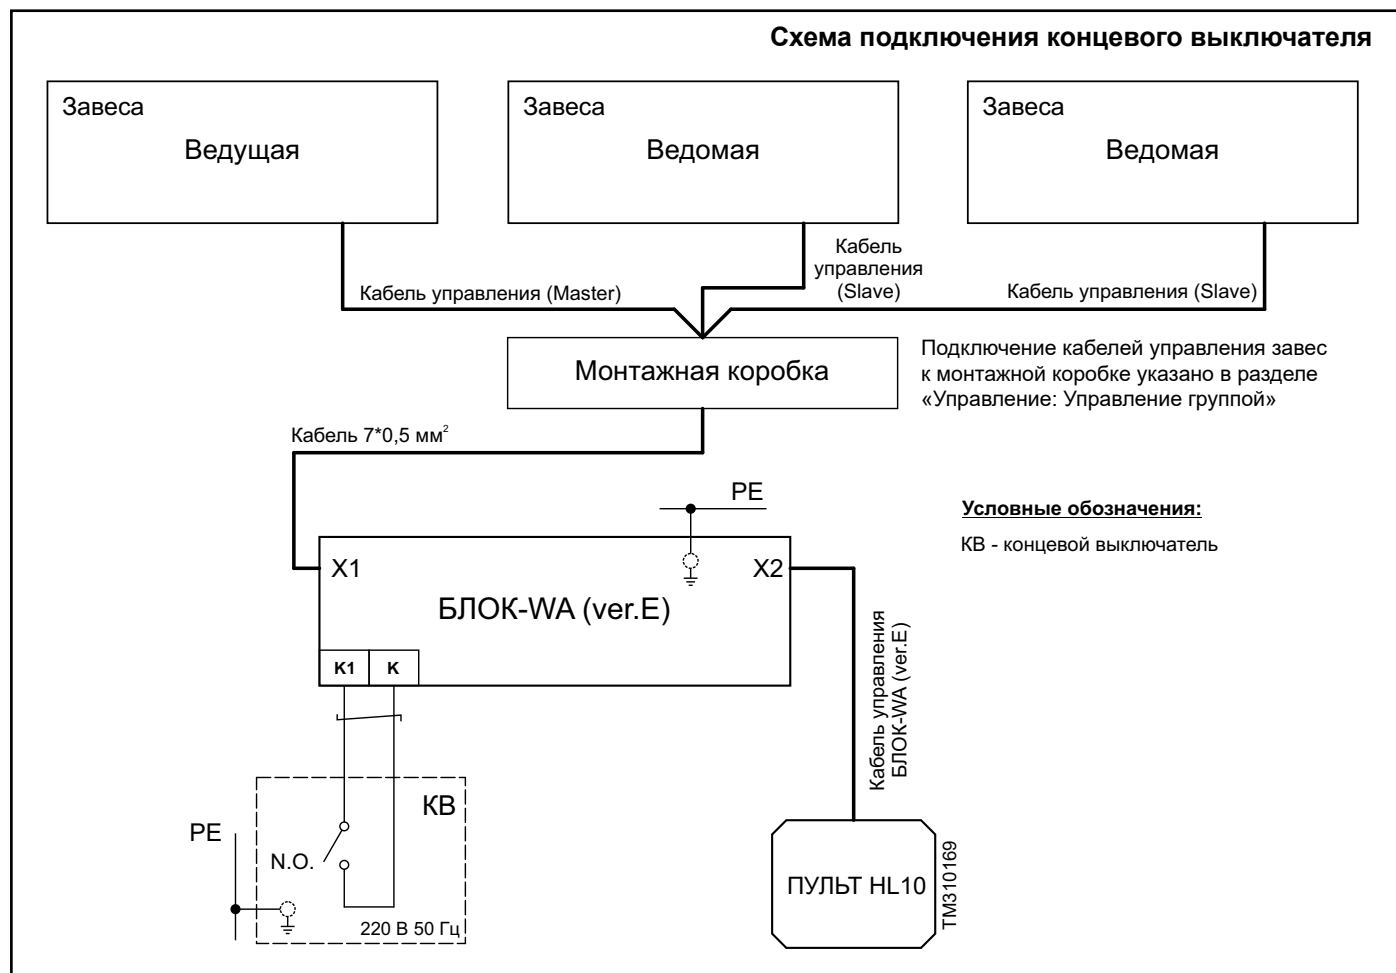 Схема подключения концевого выключателя
Завеса
Ведущая
Завеса
Ведомая
Завеса
Ведомая
Кабель
управления
(Slave)
Кабель управления (Master)
Кабель управления (Slave)
Монтажная коробка
Подключение кабелей управления завес
к монтажной коробке указано в разделе
«Управление: Управление группой»
Кабель 7*0,5 мм²
PE
Условные обозначения:
КВ - концевой выключатель
X1
X2
БЛОК-WA (ver.E)
K1
K
Кабель управления
БЛОК-WA (ver.E)
КВ
PE
N.O.
220 В 50 Гц
ПУЛЬТ HL10
TM310169